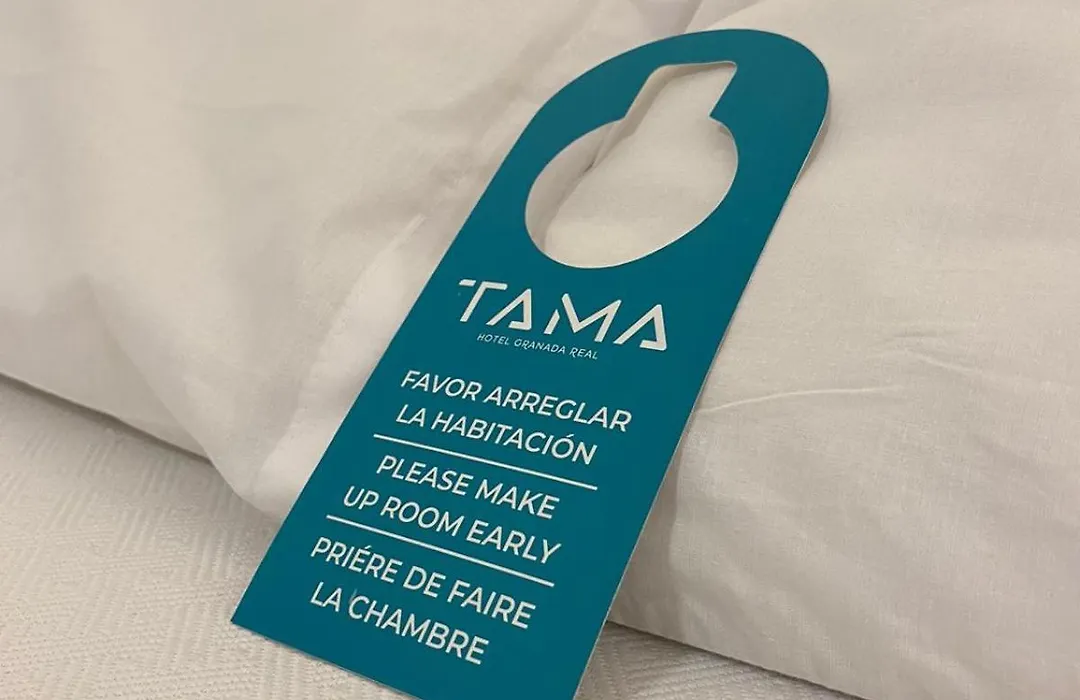 TAMA
HOTEL GRANADA REAL
FAVOR ARREGLAR
LA HABITACIÓN
PLEASE MAKE
UP ROOM EARLY
PRIÉRE DE FAIRE
LA CHAMBRE